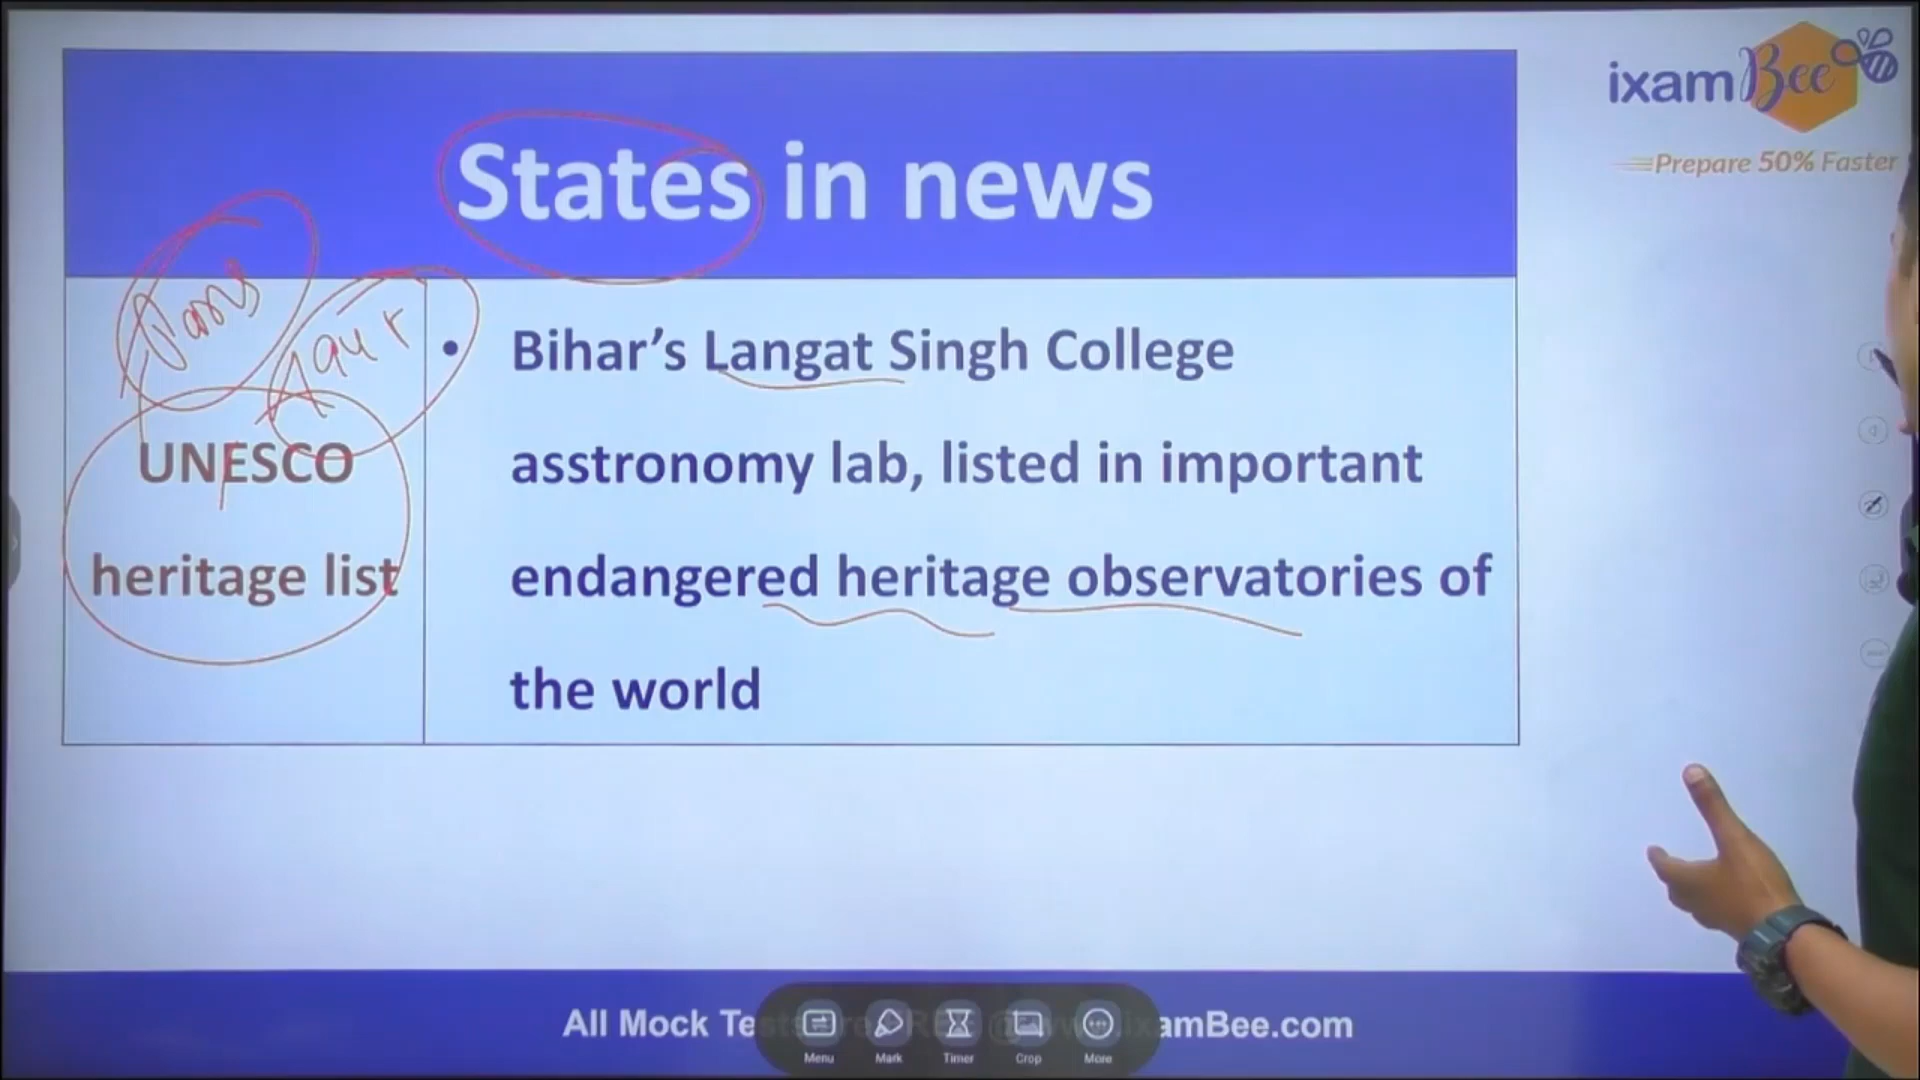 ixamBee
Prepare 50% Faster
States in news
Paris
UNESCO
heritage list
• Bihar’s Langat Singh College
asstronomy lab, listed in important
endangered heritage observatories of
the world
All Mock Te
amBee.com
Menu
Mark
Timer
Crop
More